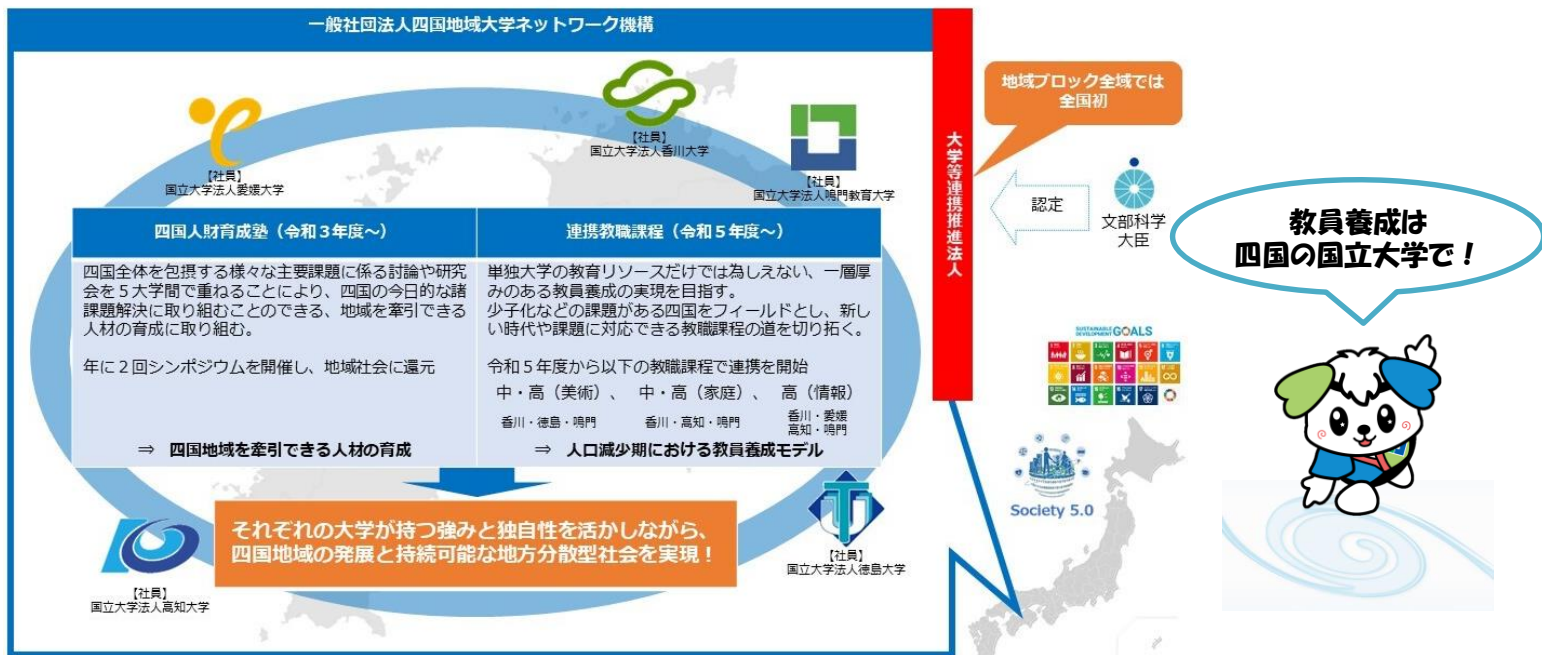 一般社団法人四国地域大学ネットワーク機構
【社員】
国立大学法人愛媛大学
【社員】
国立大学法人香川大学
【社員】
国立大学法人鳴門教育大学
大学等連携推進法人
地域ブロック全域では
全国初
認定
文部科学
大臣
教員養成は
四国の国立大学で！
四国人財育成塾（令和３年度～）
四国全体を包摂する様々な主要課題に係る討論や研究
会を５大学間で重ねることにより、四国の今日的な諸
課題解決に取り組むことのできる、地域を牽引できる
人材の育成に取り組む。
年に２回シンポジウムを開催し、地域社会に還元
⇒ 四国地域を牽引できる人材の育成
連携教職課程（令和５年度～）
単独大学の教育リソースだけでは為しえない、一層厚
みのある教員養成の実現を目指す。
少子化などの課題がある四国をフィールドとし、新し
い時代や課題に対応できる教職課程の道を切り拓く。
令和５年度から以下の教職課程で連携を開始
中・高（美術）、 中・高（家庭）、 高（情報）
香川・徳島・鳴門 香川・高知・鳴門 香川・愛媛
高知・鳴門
⇒ 人口減少期における教員養成モデル
それぞれの大学が持つ強みと独自性を活かしながら、
四国地域の発展と持続可能な地方分散型社会を実現！
【社員】
国立大学法人高知大学
【社員】
国立大学法人徳島大学
SUSTAINABLE
DEVELOPMENT GOALS
Society 5.0